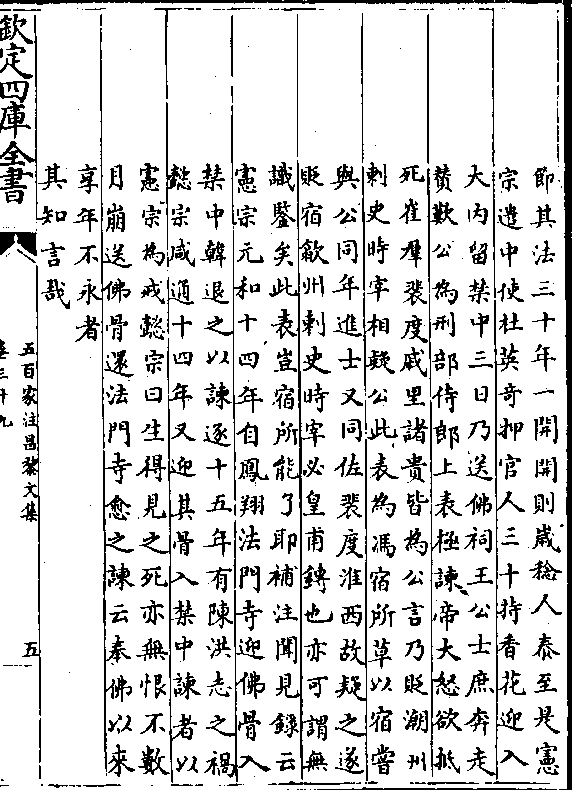 即其法三十年一開開則歲稔人泰至是憲
宗遣中使杜英奇押官人三十持香花迎入
大内留禁中三日乃送佛祠王公士庶奔走
賛歎公為刑部侍郎上表極諫帝大怒欲抵
死崔羣裴度戚里諸貴皆為公言乃貶潮州
刺史時宰相疑公此表為馮宿所草以宿嘗
與公同年進士又同佐裴度淮西故疑之遂
貶宿歙州刺史時宰必皇甫鏄也亦可謂無
識鑒矣此表豈宿所能了耶補注聞見錄云
憲宗元和十四年自鳳翔法門寺迎佛骨入
禁中韓退之以諫逐十五年有陳洪志之禍
懿宗咸通十四年又迎其骨入禁中諫者以
憲宗為戒懿宗曰生得見之死亦無恨不數
月崩送佛骨還法門寺愈之諫云奉佛以來
享年不永者
其知言哉
欽定四庫全書
五百家注昌黎文集
卷三十九
五